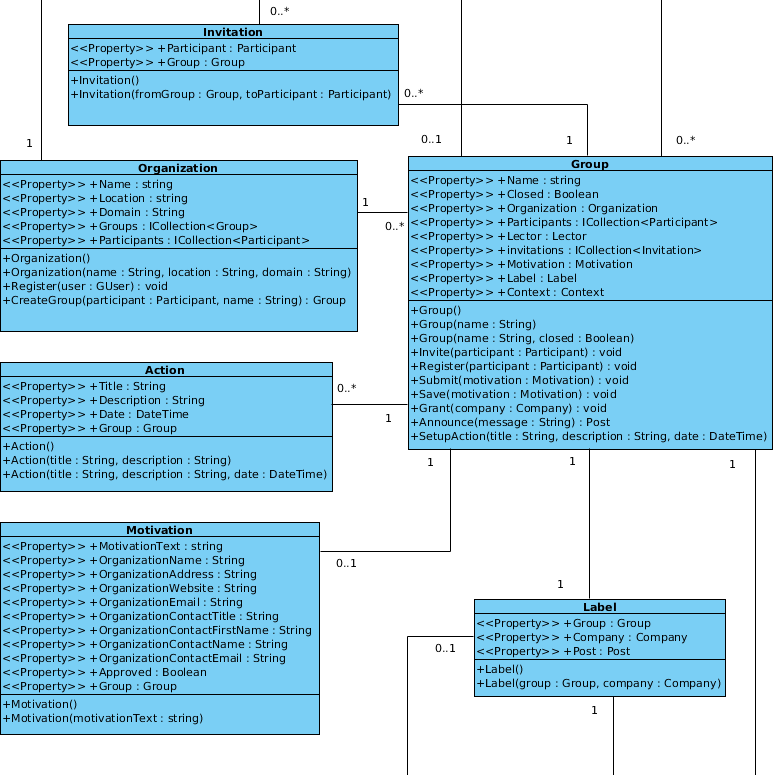 0..*
Invitation
<<Property>> +Participant : Participant
<<Property>> +Group : Group
+Invitation()
+Invitation(fromGroup : Group, toParticipant : Participant)
0..*
1
0..1
1
0..*
Organization
<<Property>> +Name : string
<<Property>> +Location : string
<<Property>> +Domain : String
<<Property>> +Groups : ICollection<Group>
<<Property>> +Participants : ICollection<Participant>
+Organization()
+Organization(name : String, location : String, domain : String)
+Register(user : GUser) : void
+CreateGroup(participant : Participant, name : String) : Group
1
0..*
Group
<<Property>> +Name : string
<<Property>> +Closed : Boolean
<<Property>> +Organization : Organization
<<Property>> +Participants : ICollection<Participant>
<<Property>> +Lector : Lector
<<Property>> +invitations : ICollection<Invitation>
<<Property>> +Motivation : Motivation
<<Property>> +Label : Label
<<Property>> +Context : Context
+Group()
+Group(name : String)
+Group(name : String, closed : Boolean)
+Invite(participant : Participant) : void
+Register(participant : Participant) : void
+Submit(motivation : Motivation) : void
+Save(motivation : Motivation) : void
+Grant(company : Company) : void
+Announce(message : String) : Post
+SetupAction(title : String, description : String, date : DateTime)
Action
<<Property>> +Title : String
<<Property>> +Description : String
<<Property>> +Date : DateTime
<<Property>> +Group : Group
+Action()
+Action(title : String, description : String)
+Action(title : String, description : String, date : DateTime)
0..*
1
1
1
1
Motivation
<<Property>> +MotivationText : string
<<Property>> +OrganizationName : String
<<Property>> +OrganizationAddress : String
<<Property>> +OrganizationWebsite : String
<<Property>> +OrganizationEmail : String
<<Property>> +OrganizationContactTitle : String
<<Property>> +OrganizationContactFirstName : String
<<Property>> +OrganizationContactName : String
<<Property>> +OrganizationContactEmail : String
<<Property>> +Approved : Boolean
<<Property>> +Group : Group
+Motivation()
+Motivation(motivationText : string)
0..1
1
Label
<<Property>> +Group : Group
<<Property>> +Company : Company
<<Property>> +Post : Post
+Label()
+Label(group : Group, company : Company)
0..1
1